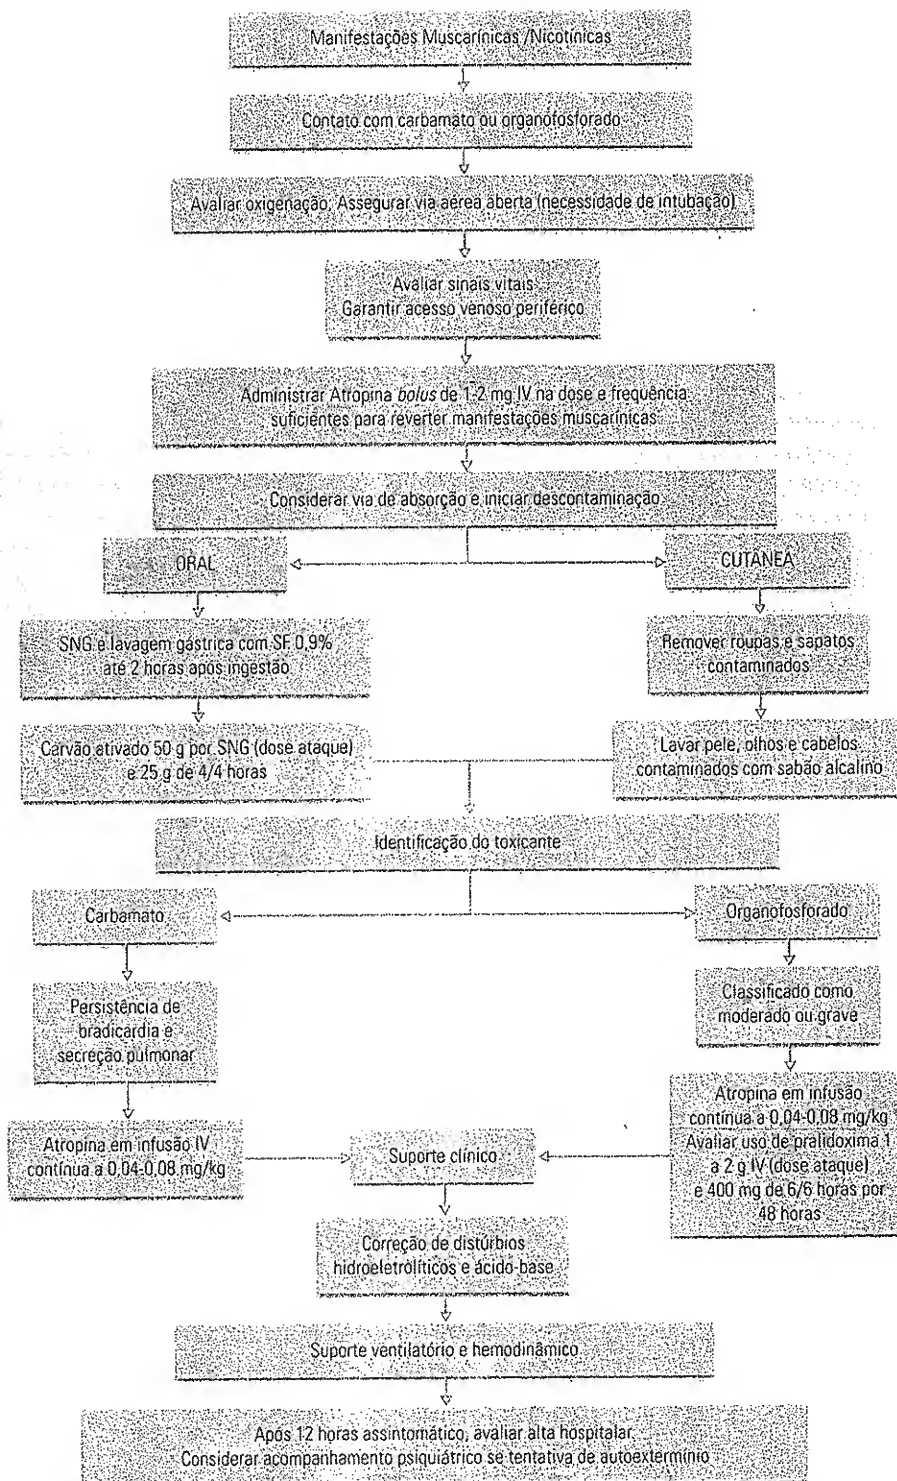 Manifestações Muscarínicas /Nicotínicas
Contato com carbamato ou organofosforado
Avaliar oxigenação. Assegurar via aérea aberta (necessidade de intubação)
Avaliar sinais vitais
Garantir acesso venoso periférico
Administrar Atropina bolus de 1-2 mg IV na dose e frequência
suficientes para reverter manifestações muscarínicas
Considerar via de absorção e iniciar descontaminação
ORAL
CUTÂNEA
SNG e lavagem gástrica com SF 0,9%
até 2 horas após ingestão
Remover roupas e sapatos
contaminados
Carvão ativado 50 g por SNG (dose ataque)
e 25 g de 4/4 horas
Lavar pele, olhos e cabelos
contaminados com sabão alcalino
Identificação do toxicante
Carbamato
Organofosforado
Persistência de
bradicardia e
secreção pulmonar
Classificado como
moderado ou grave
Atropina em infusão IV
contínua a 0,04-0,08 mg/kg
Suporte clínico
Atropina em infusão
contínua a 0,04-0,08 mg/kg
Avaliar uso de pralidoxima 1
a 2 g IV (dose ataque)
e 400 mg de 6/6 horas por
48 horas
Correção de distúrbios
hidroeletrolíticos e ácido-base
Suporte ventilatório e hemodinâmico
Após 12 horas assintomático, avaliar alta hospitalar.
Considerar acompanhamento psiquiátrico se tentativa de autoextermínio